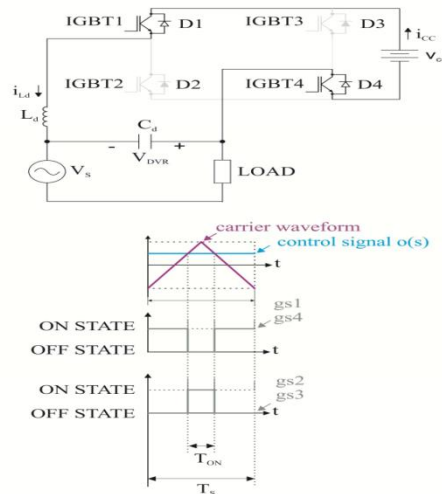 IGBT1 D1 IGBT3 D3 i_CC
IGBT2 D2 IGBT4 D4
i_Ld
L_d C_d
- V_DVR +
V_S LOAD
carrier waveform
control signal o(s)
t
gs1
ON STATE gs4
OFF STATE t
gs2
ON STATE gs3
OFF STATE t
T_ON
T_s